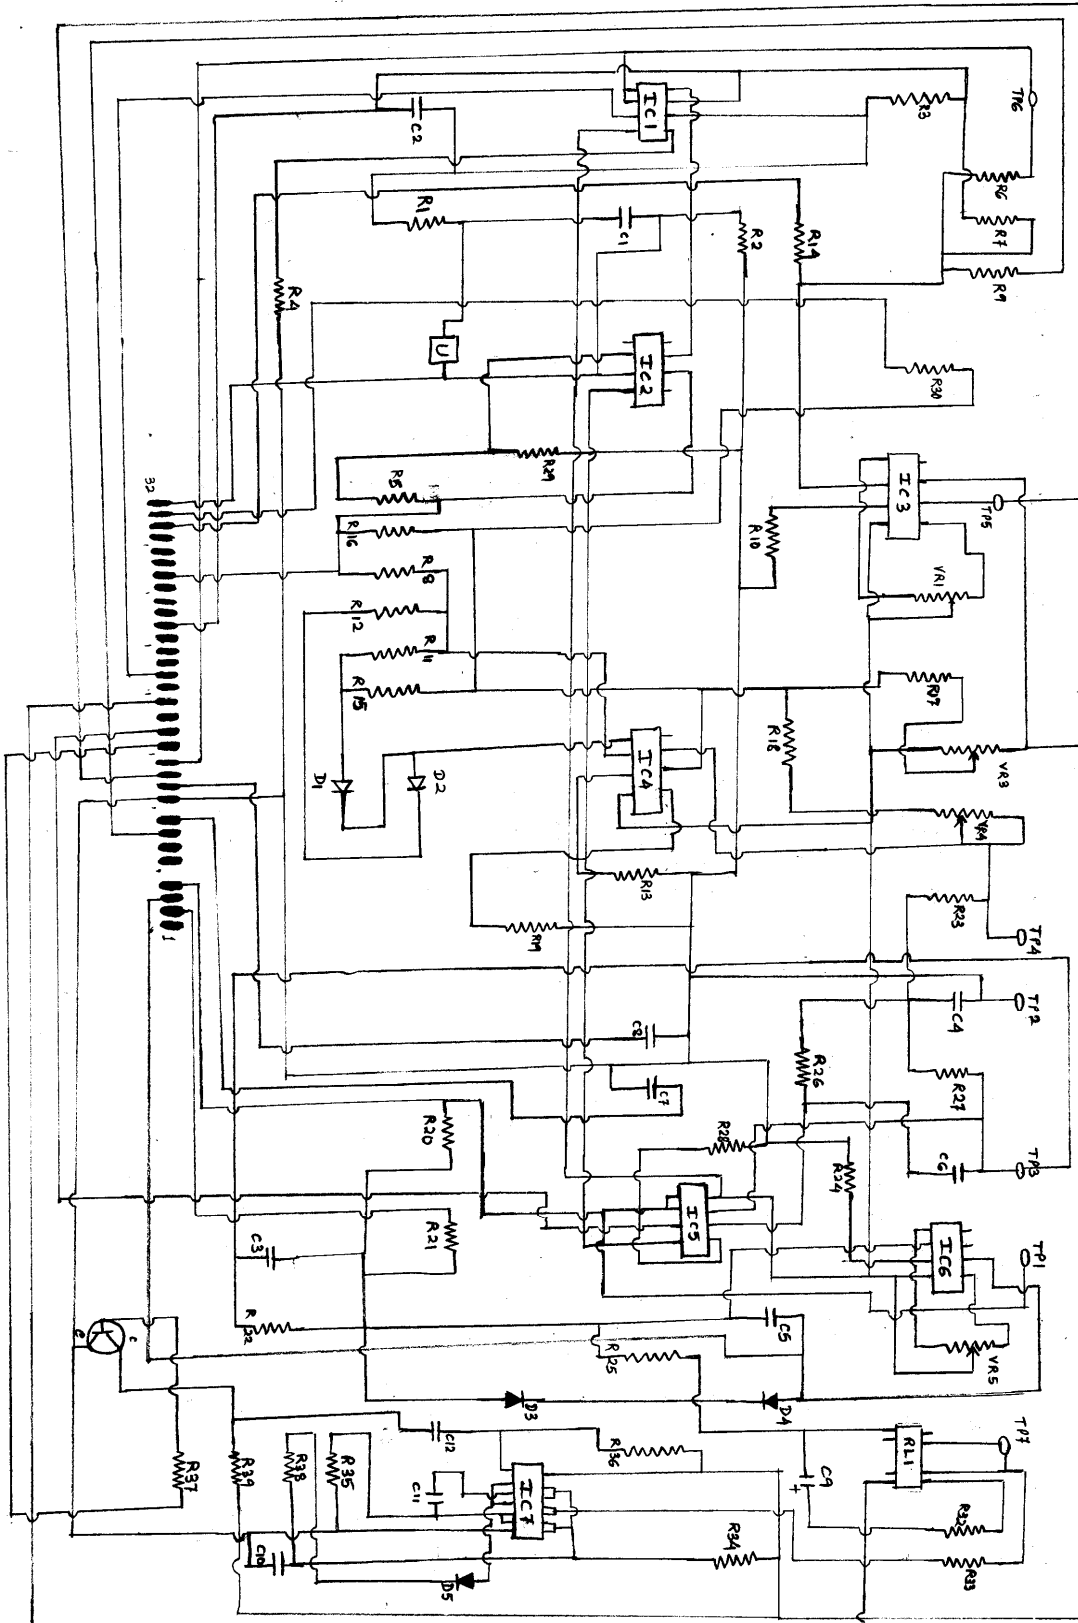 TP6
R3
IC1
C2
R6
R7
R9
R1
C1
R2
R14
R4
U
IC2
R30
R29
IC3
TP5
32
R5
R16
R10
R8
VR1
R12
R11
R15
R17
R18
D1
D2
IC4
VR3
VR4
R13
R23
TP4
R19
1
C8
C4
TP2
R26
C7
R27
R20
R28
C6
TP3
R24
R21
IC5
C3
IC6
TP1
R22
C5
R25
VR5
e
c
D3
D4
C12
R36
RL1
TP7
R37
R39
R38
R35
C11
IC7
C9
+
R32
C10
D5
R34
R33